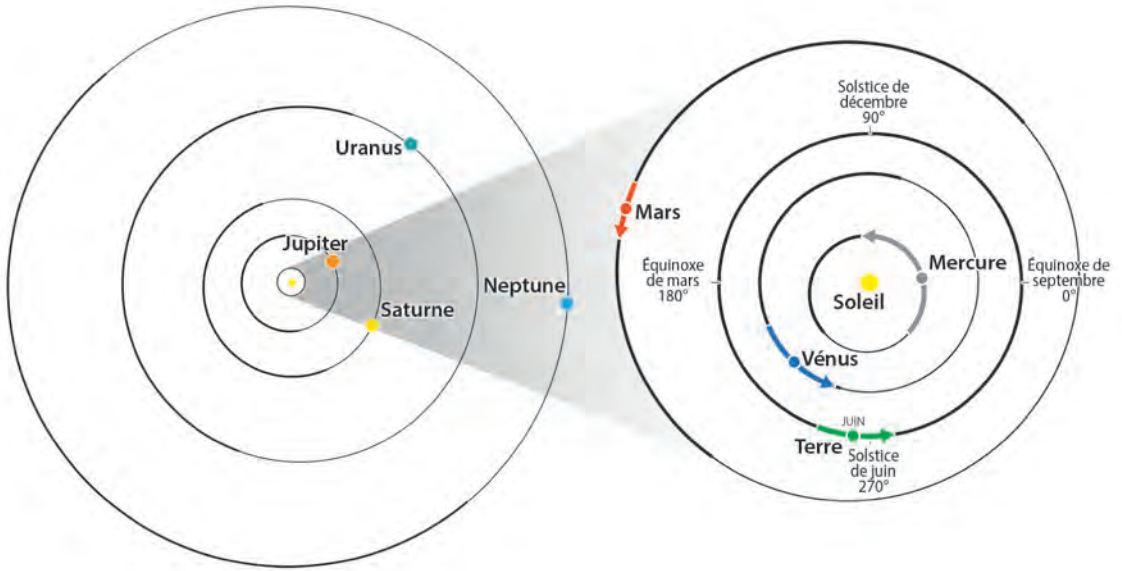 Uranus
Jupiter
Saturne
Neptune
Solstice de
décembre
90°
Mars
Équinoxe
de mars
180°
Mercure
Équinoxe de
septembre
0°
Soleil
Vénus
JUIN
Terre
Solstice
de juin
270°